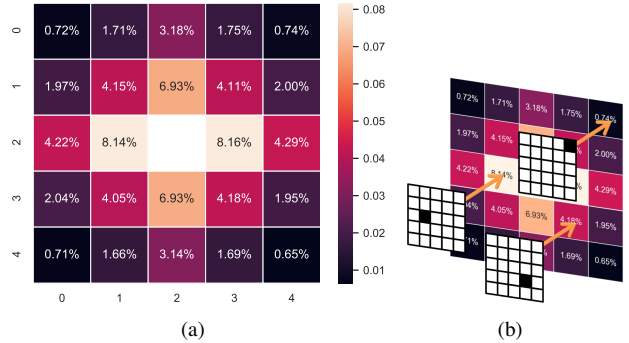 0 0.72% 1.71% 3.18% 1.75% 0.74%
1 1.97% 4.15% 6.93% 4.11% 2.00%
2 4.22% 8.14% 8.16% 4.29%
3 2.04% 4.05% 6.93% 4.18% 1.95%
4 0.71% 1.66% 3.14% 1.69% 0.65%
0 1 2 3 4
0.08
0.07
0.06
0.05
0.04
0.03
0.02
0.01
(a)
0.72% 1.71% 3.18% 1.75% 0.74%
1.97% 4.15% 2.00%
4.22% 8.14% 4.29%
4.05% 6.93% 4.18% 1.95%
1.69% 0.65%
(b)